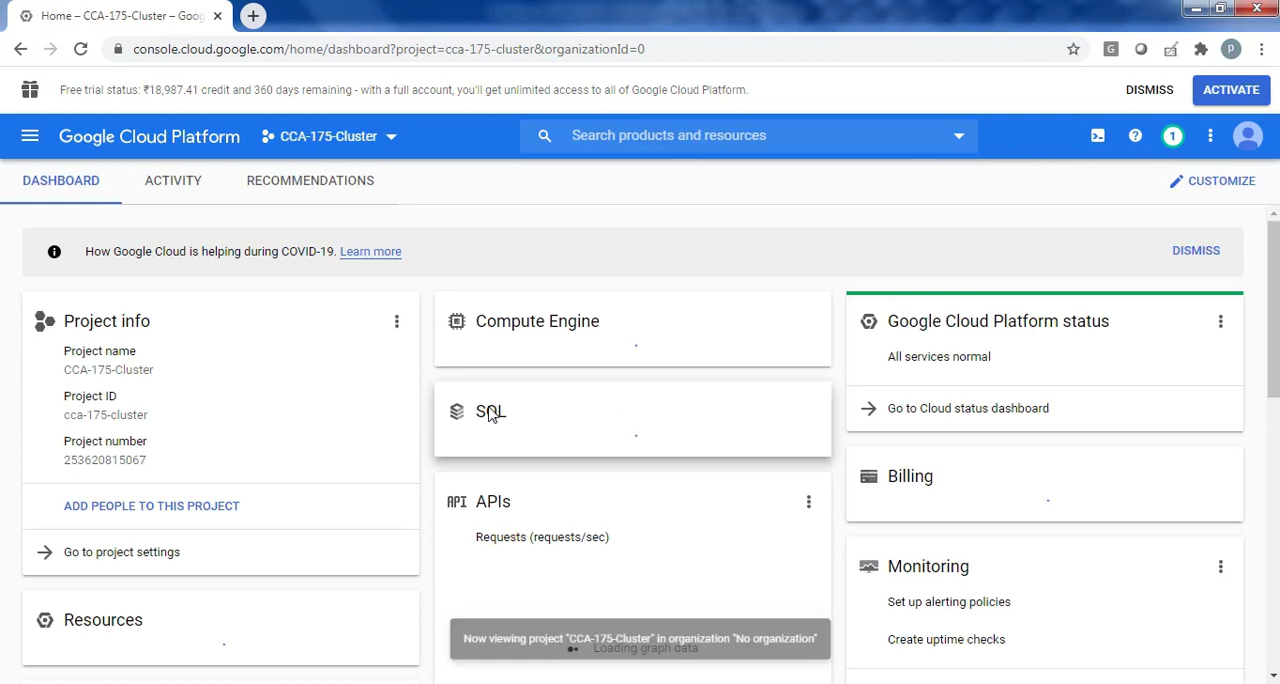 Home – CCA-175-Cluster – Goog
console.cloud.google.com/home/dashboard?project=cca-175-cluster&organizationId=0
G
p
Free trial status: ₹18,987.41 credit and 360 days remaining - with a full account, you'll get unlimited access to all of Google Cloud Platform.
DISMISS
ACTIVATE
Google Cloud Platform
CCA-175-Cluster
Search products and resources
1
DASHBOARD
ACTIVITY
RECOMMENDATIONS
CUSTOMIZE
How Google Cloud is helping during COVID-19. Learn more
DISMISS
Project info
Project name
CCA-175-Cluster
Project ID
cca-175-cluster
Project number
253620815067
ADD PEOPLE TO THIS PROJECT
Go to project settings
Resources
Compute Engine
SQL
API APIs
Requests (requests/sec)
Now viewing project "CCA-175-Cluster" in organization "No organization"
Loading graph data
Google Cloud Platform status
All services normal
Go to Cloud status dashboard
Billing
Monitoring
Set up alerting policies
Create uptime checks